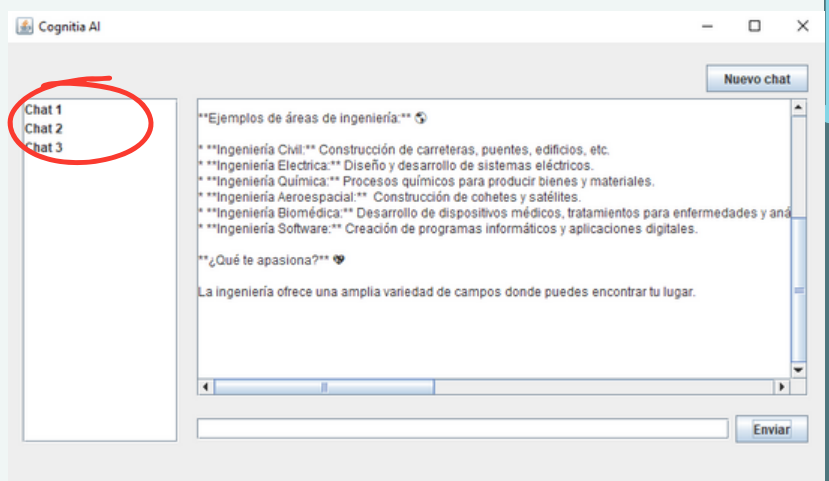 Cognitia AI
Nuevo chat
Chat 1
Chat 2
Chat 3
**Ejemplos de áreas de ingeniería:** 🌎
* **Ingeniería Civil:** Construcción de carreteras, puentes, edificios, etc.
* **Ingeniería Electrica:** Diseño y desarrollo de sistemas eléctricos.
* **Ingeniería Química:** Procesos químicos para producir bienes y materiales.
* **Ingeniería Aeroespacial:** Construcción de cohetes y satélites.
* **Ingeniería Biomédica:** Desarrollo de dispositivos médicos, tratamientos para enfermedades y aná
* **Ingeniería Software:** Creación de programas informáticos y aplicaciones digitales.
**¿Qué te apasiona?** 💖
La ingeniería ofrece una amplia variedad de campos donde puedes encontrar tu lugar.
Enviar